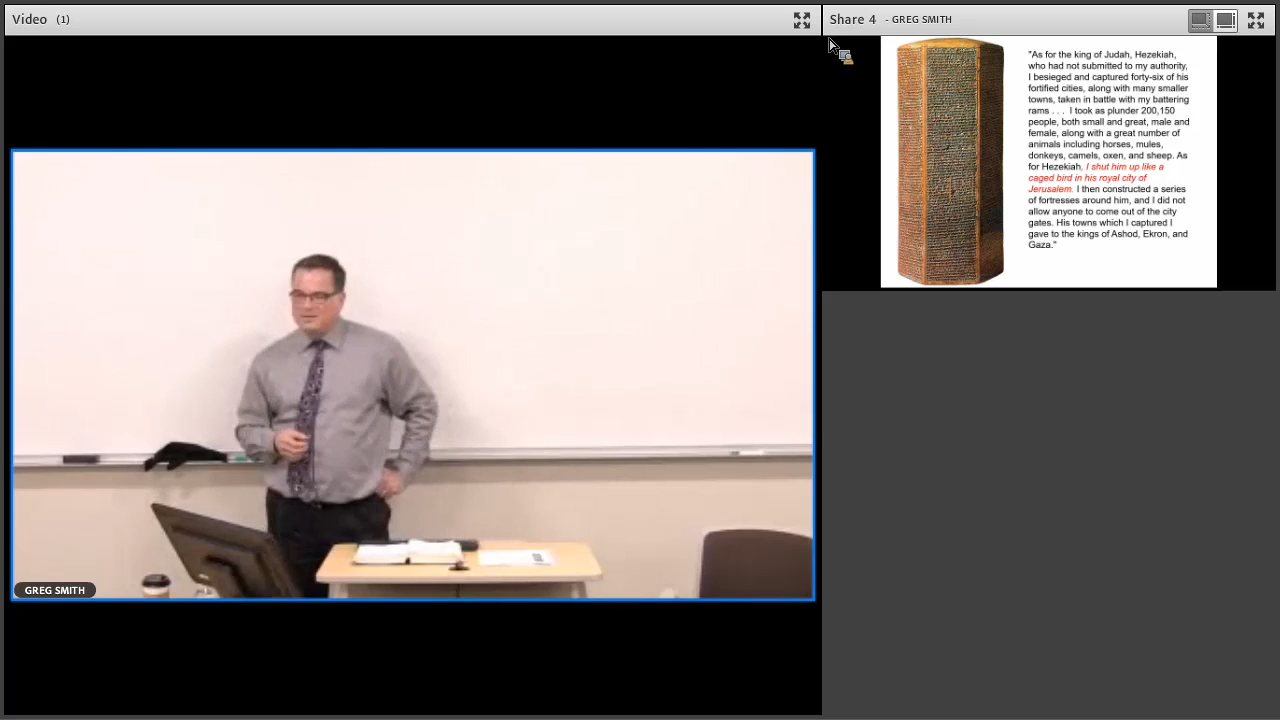 Video (1)
Share 4 - GREG SMITH
"As for the king of Judah, Hezekiah,
who had not submitted to my authority,
I besieged and captured forty-six of his
fortified cities, along with many smaller
towns, taken in battle with my battering
rams . . . I took as plunder 200,150
people, both small and great, male and
female, along with a great number of
animals including horses, mules,
donkeys, camels, oxen, and sheep. As
for Hezekiah, I shut him up like a
caged bird in his royal city of
Jerusalem. I then constructed a series
of fortresses around him, and I did not
allow anyone to come out of the city
gates. His towns which I captured I
gave to the kings of Ashod, Ekron, and
Gaza."
GREG SMITH